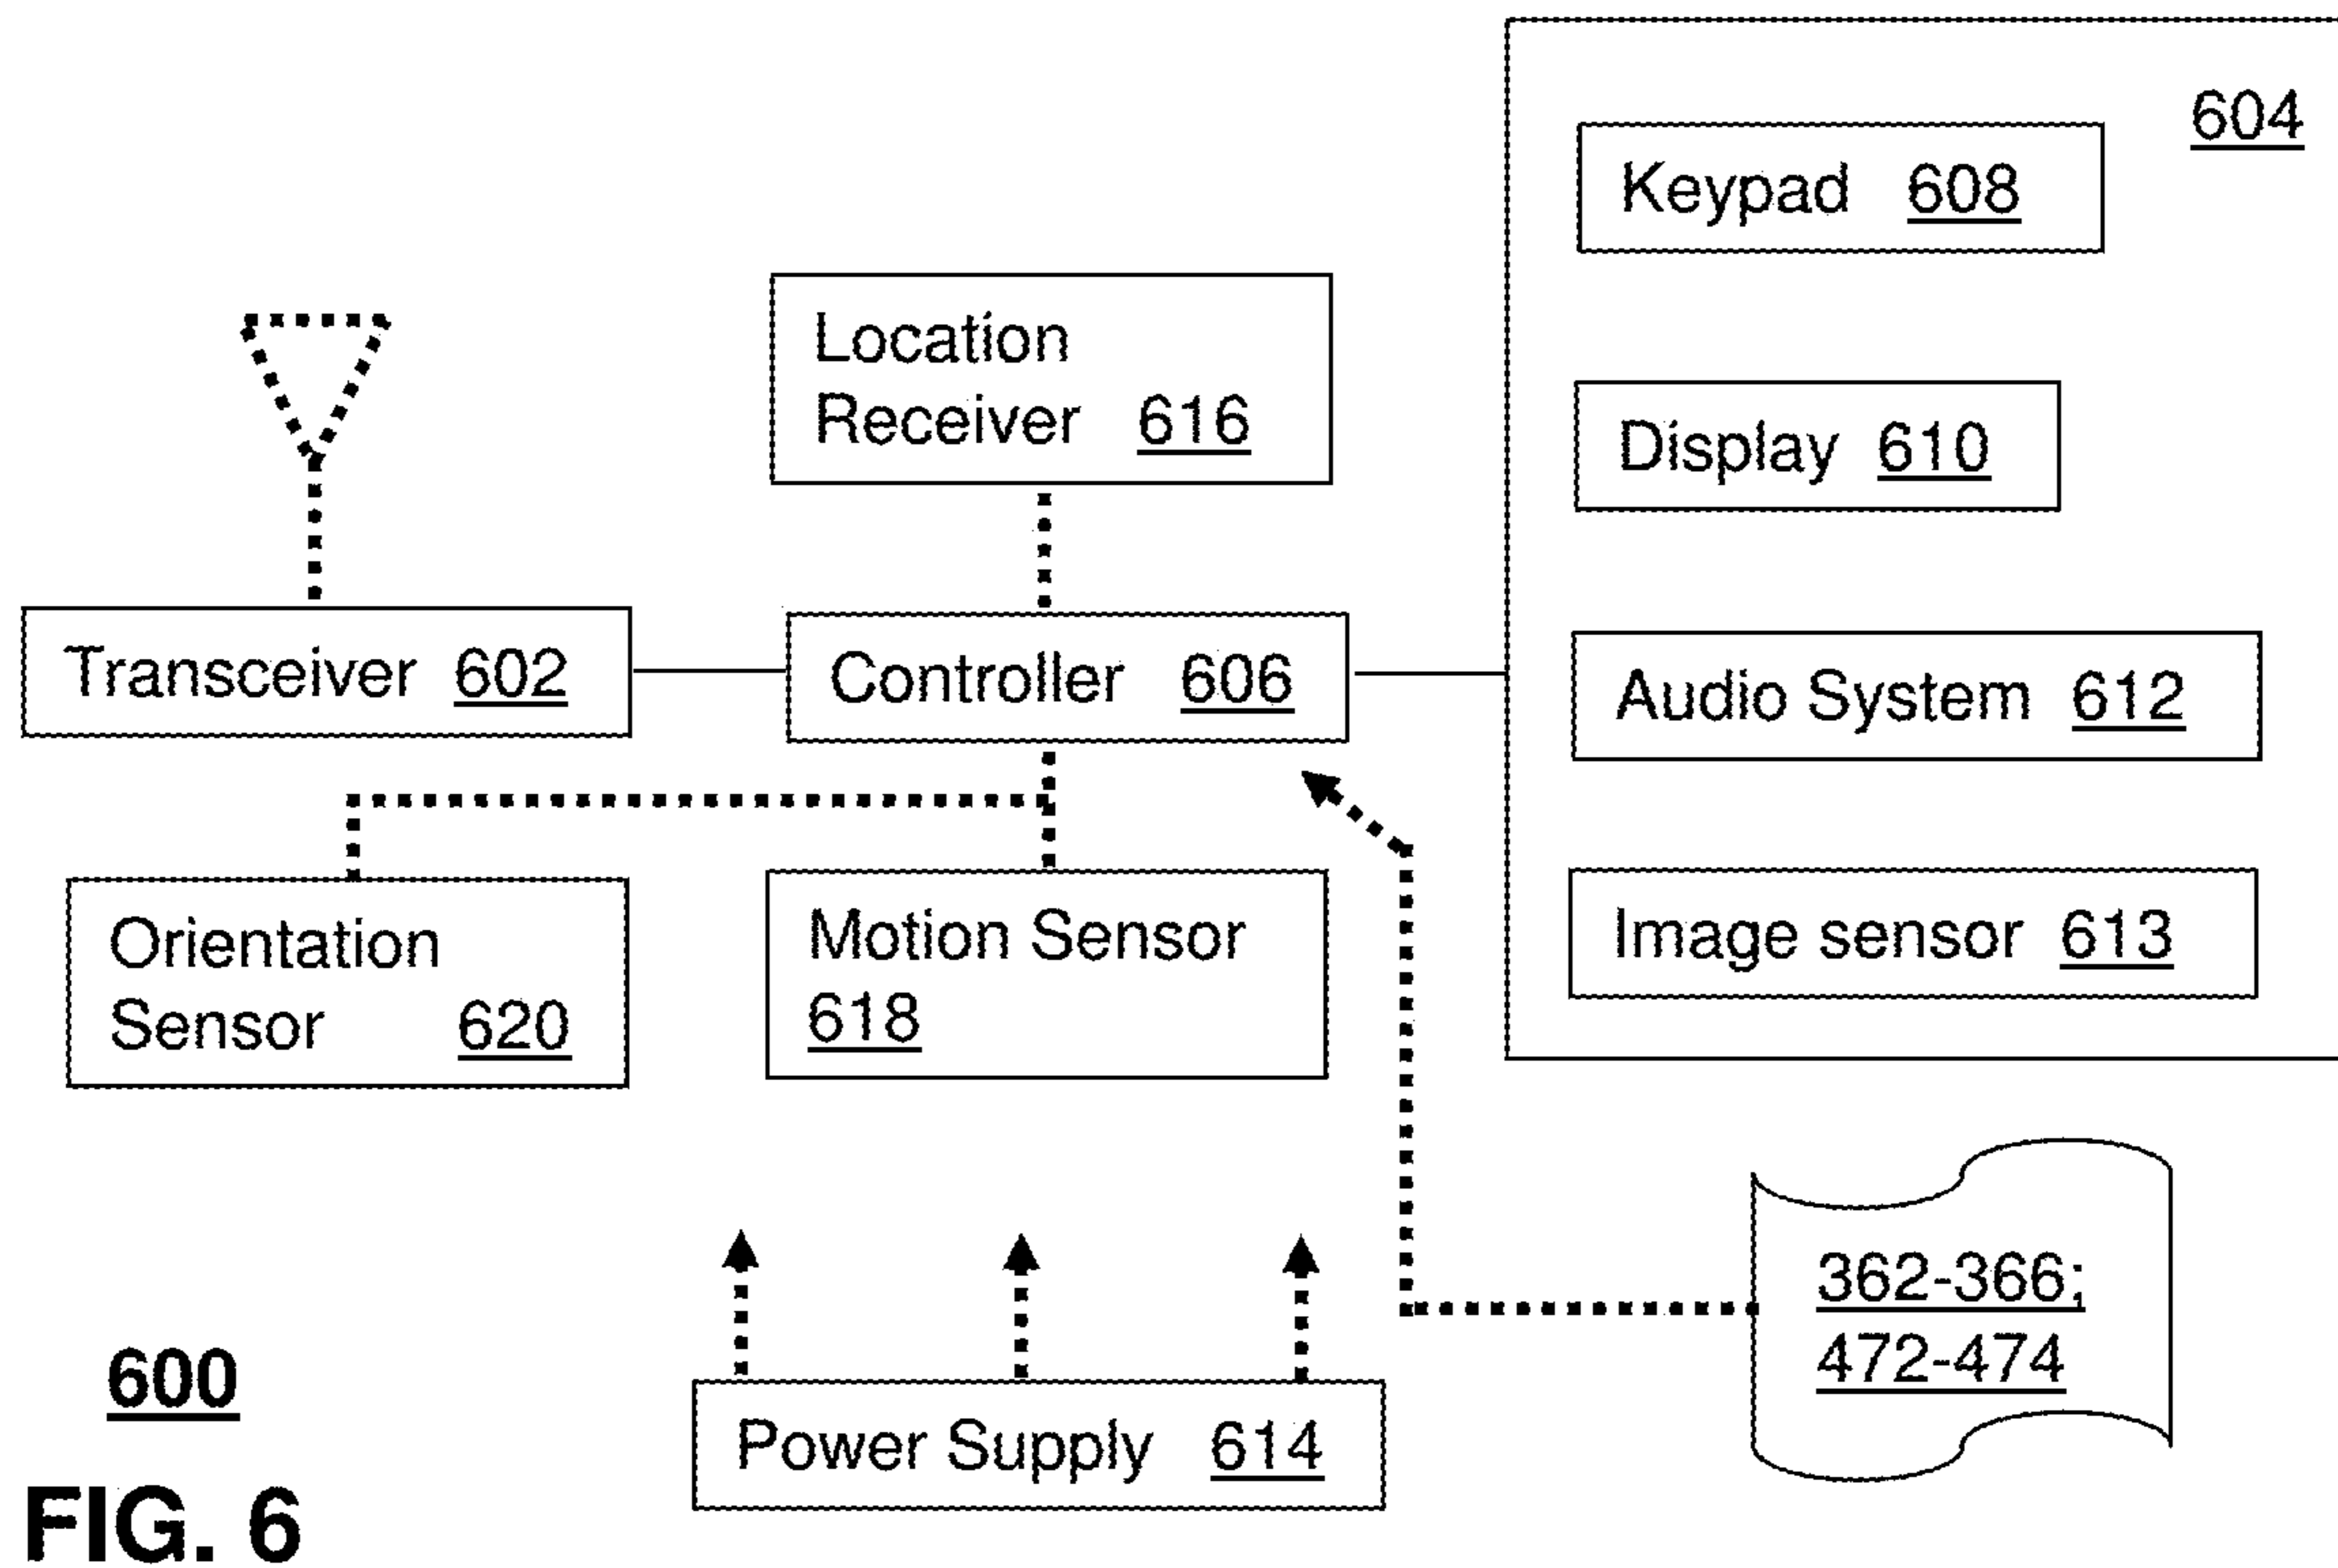 604
Keypad 608
Location
Receiver 616
Display 610
Transceiver 602
Controller 606
Audio System 612
Orientation
Sensor 620
Motion Sensor
618
Image sensor 613
362-366;
472-474
600
Power Supply 614
FIG. 6